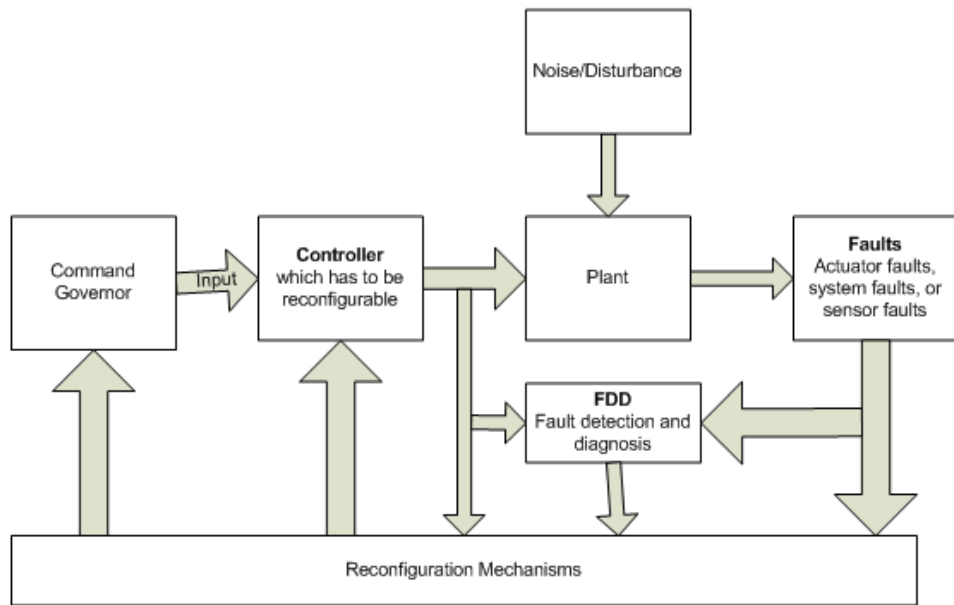 Noise/Disturbance
Command
Governor
Input
Controller
which has to be
reconfigurable
Plant
Faults
Actuator faults,
system faults, or
sensor faults
FDD
Fault detection and
diagnosis
Reconfiguration Mechanisms